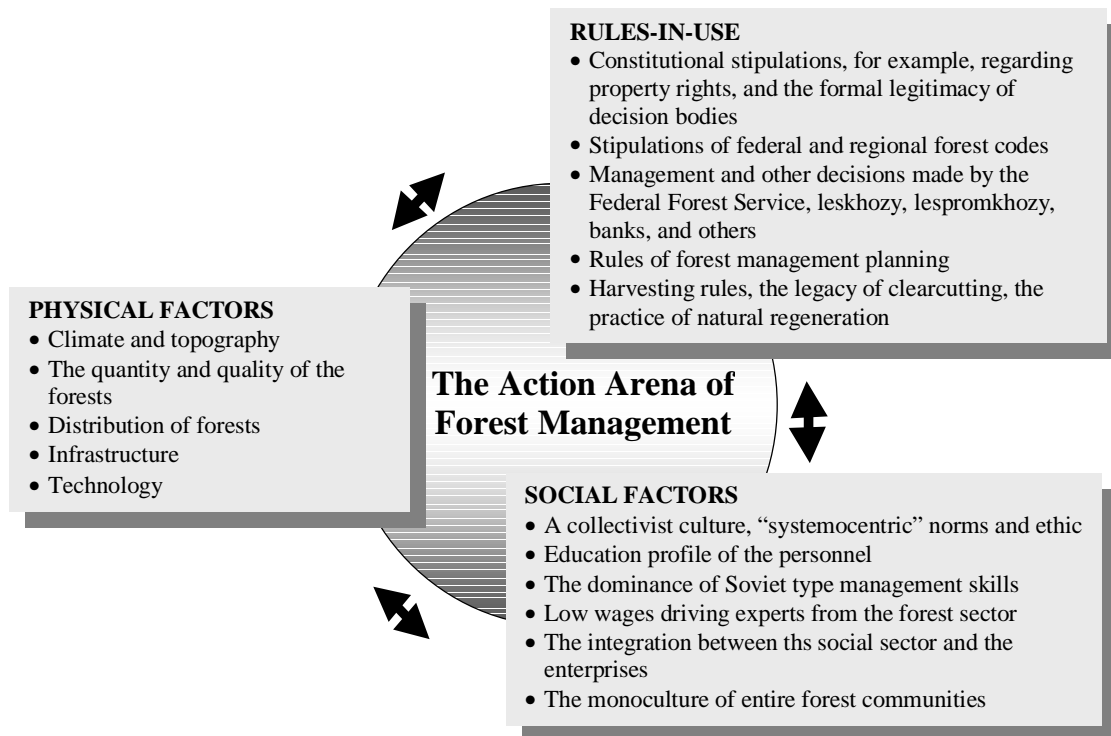 RULES-IN-USE
• Constitutional stipulations, for example, regarding
property rights, and the formal legitimacy of
decision bodies
• Stipulations of federal and regional forest codes
• Management and other decisions made by the
Federal Forest Service, leskhozy, lespromkhozy,
banks, and others
• Rules of forest management planning
• Harvesting rules, the legacy of clearcutting, the
practice of natural regeneration
PHYSICAL FACTORS
• Climate and topography
• The quantity and quality of the
forests
• Distribution of forests
• Infrastructure
• Technology
The Action Arena of
Forest Management
SOCIAL FACTORS
• A collectivist culture, “systemocentric” norms and ethic
• Education profile of the personnel
• The dominance of Soviet type management skills
• Low wages driving experts from the forest sector
• The integration between ths social sector and the
enterprises
• The monoculture of entire forest communities